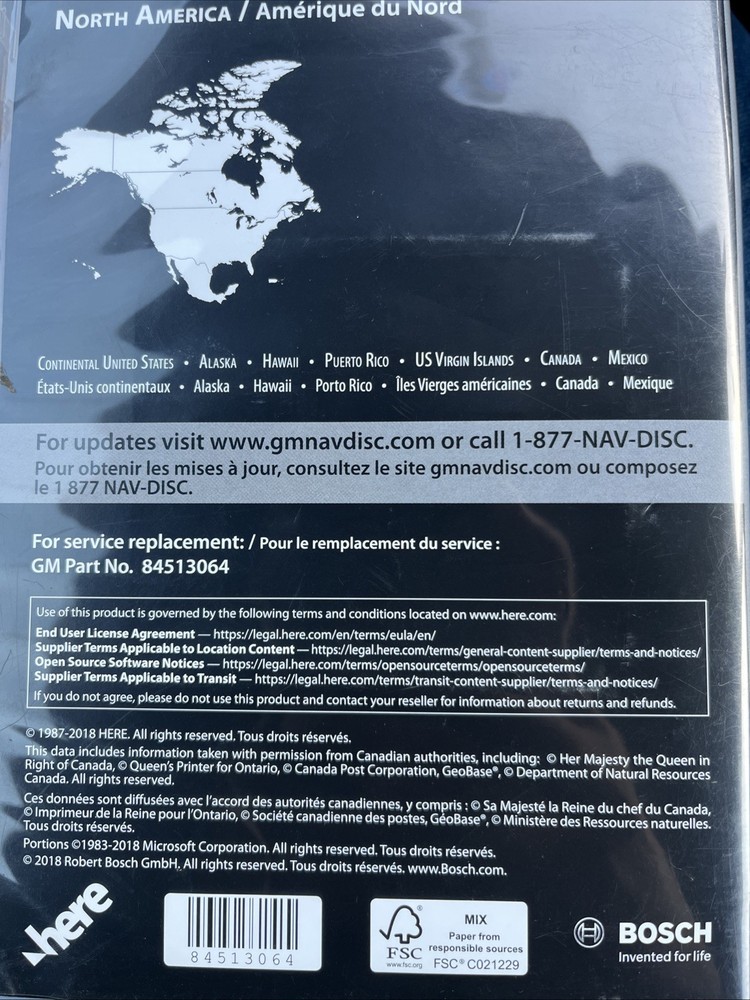 NORTH AMERICA / Amérique du Nord
CONTINENTAL UNITED STATES • ALASKA • HAWAII • PUERTO RICO • US VIRGIN ISLANDS • CANADA • MEXICO
États-Unis continentaux • Alaska • Hawaii • Porto Rico • Îles Vierges américaines • Canada • Mexique
For updates visit www.gmnavdisc.com or call 1-877-NAV-DISC.
Pour obtenir les mises à jour, consultez le site gmnavdisc.com ou composez
le 1 877 NAV-DISC.
For service replacement: / Pour le remplacement du service :
GM Part No. 84513064
Use of this product is governed by the following terms and conditions located on www.here.com:
End User License Agreement — https://legal.here.com/en/terms/eula/en/
Supplier Terms Applicable to Location Content — https://legal.here.com/terms/general-content-supplier/terms-and-notices/
Open Source Software Notices — https://legal.here.com/terms/opensourceterms/opensourceterms/
Supplier Terms Applicable to Transit — https://legal.here.com/terms/transit-content-supplier/terms-and-notices/
If you do not agree, please do not use this product and contact your reseller for information about returns and refunds.
© 1987-2018 HERE. All rights reserved. Tous droits réservés.
This data includes information taken with permission from Canadian authorities, including: © Her Majesty the Queen in
Right of Canada, © Queen's Printer for Ontario, © Canada Post Corporation, GeoBase®, © Department of Natural Resources
Canada. All rights reserved.
Ces données sont diffusées avec l'accord des autorités canadiennes, y compris : © Sa Majesté la Reine du chef du Canada,
© Imprimeur de la Reine pour l'Ontario, © Société canadienne des postes, GéoBase®, © Ministère des Ressources naturelles.
Tous droits réservés.
Portions ©1983-2018 Microsoft Corporation. All rights reserved. Tous droits réservés.
© 2018 Robert Bosch GmbH. All rights reserved. Tous droits réservés. www.Bosch.com.
here
84513064
FSC
www.fsc.org
MIX
Paper from
responsible sources
FSC® C021229
BOSCH
Invented for life